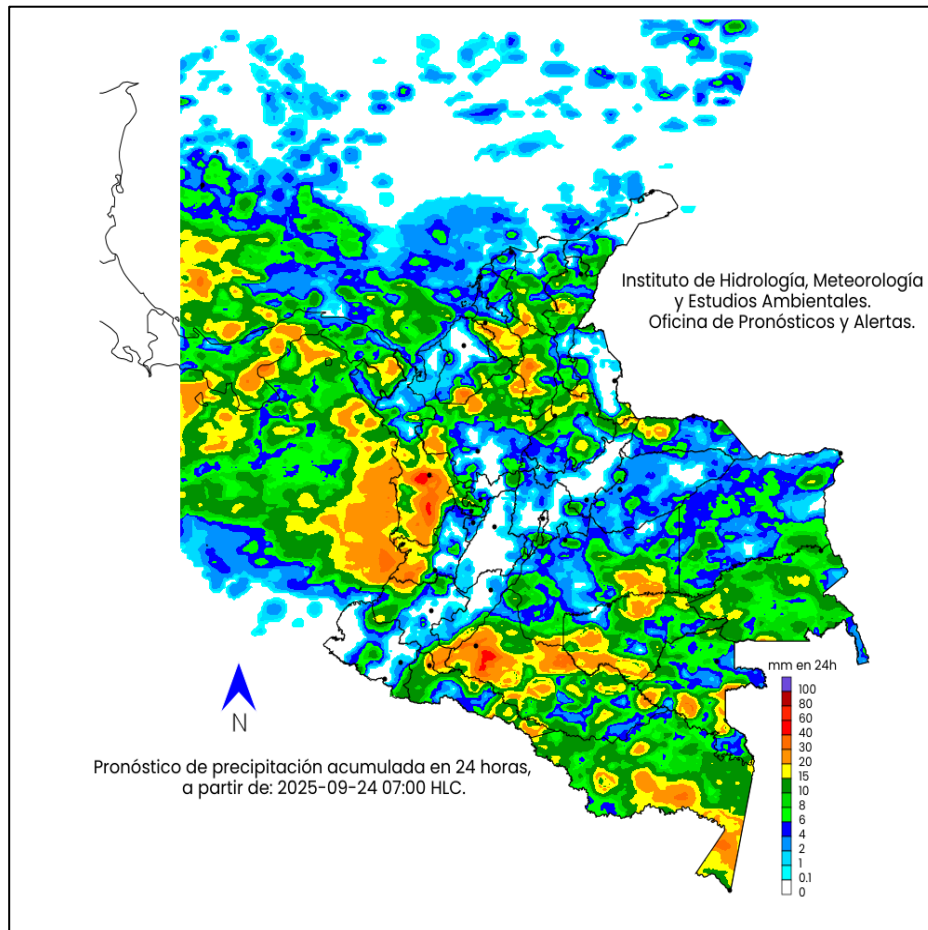 Instituto de Hidrología, Meteorología
y Estudios Ambientales.
Oficina de Pronósticos y Alertas.
mm en 24h
100
80
60
40
30
20
15
10
8
6
4
2
1
0.1
0
N
Pronóstico de precipitación acumulada en 24 horas,
a partir de: 2025-09-24 07:00 HLC.